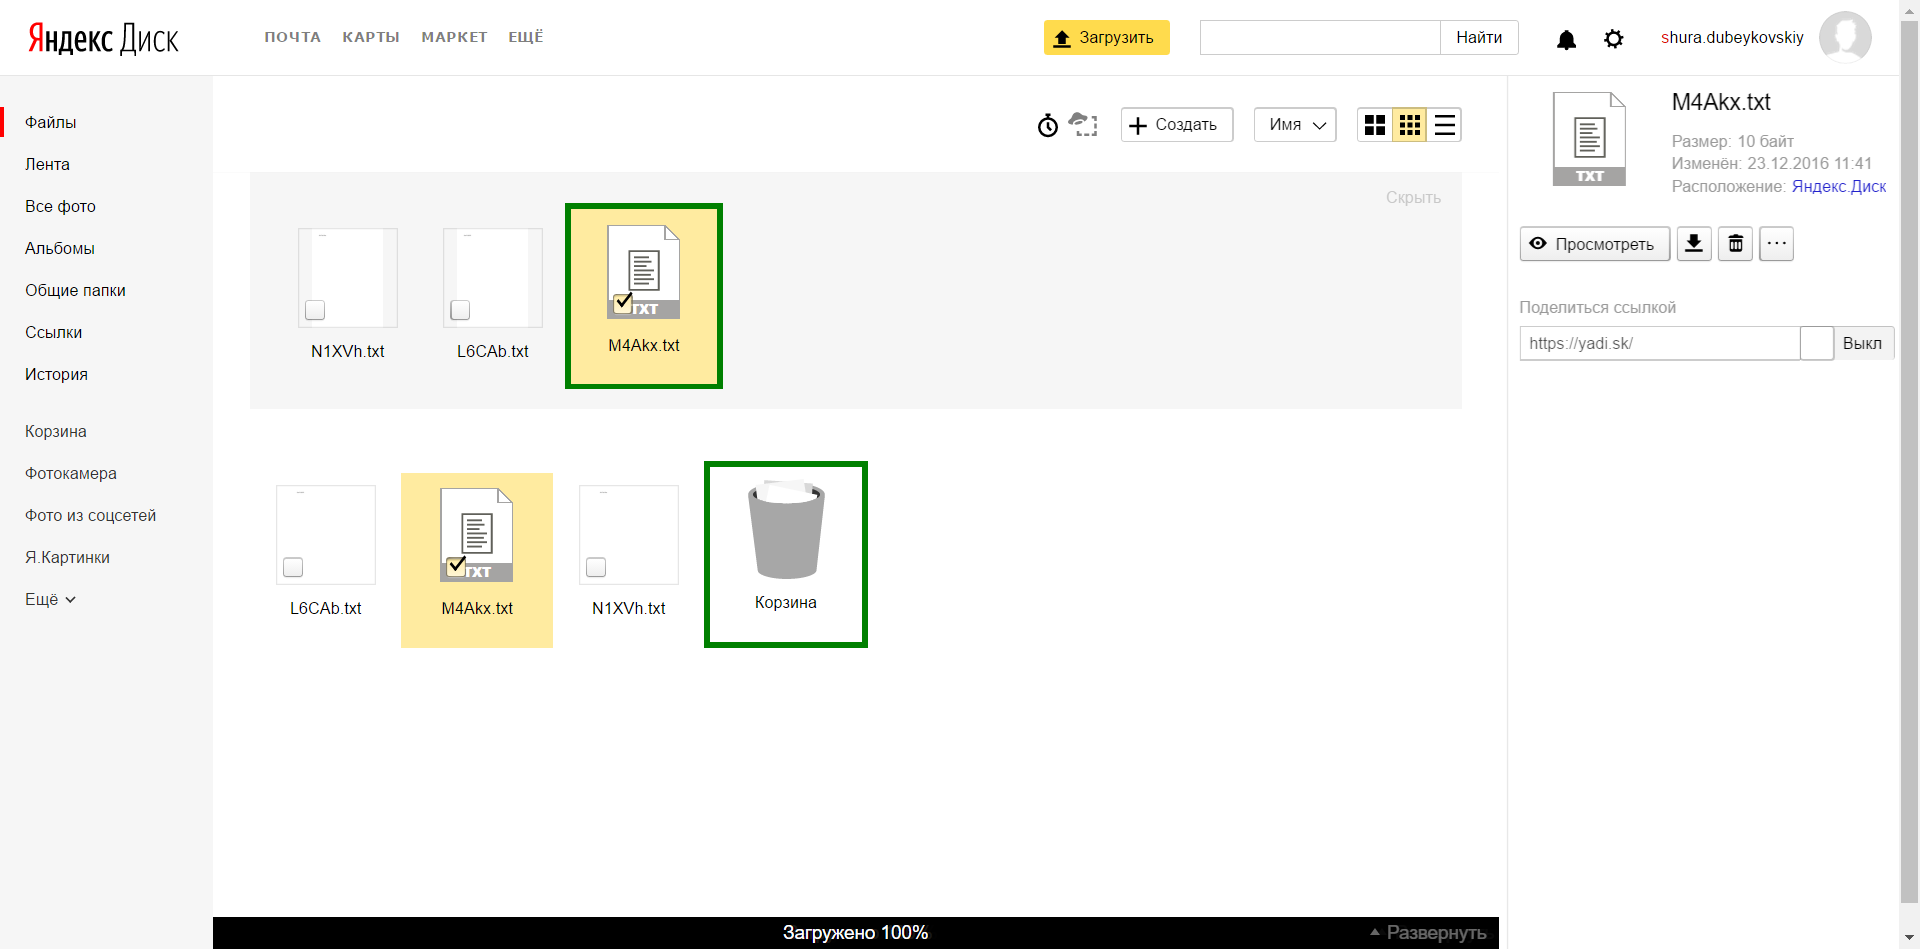 Яндекс Диск
ПОЧТА КАРТЫ МАРКЕТ ЕЩЁ
Загрузить
Найти
shura.dubeykovskiy
Файлы
Лента
Все фото
Альбомы
Общие папки
Ссылки
История
Корзина
Фотокамера
Фото из соцсетей
Я.Картинки
Ещё
Создать
Имя
Скрыть
TXT
N1XVh.txt
L6CAb.txt
M4Akx.txt
TXT
L6CAb.txt
M4Akx.txt
N1XVh.txt
Корзина
Загружено 100%
Развернуть
TXT
M4Akx.txt
Размер: 10 байт
Изменён: 23.12.2016 11:41
Расположение: Яндекс.Диск
Просмотреть
Поделиться ссылкой
https://yadi.sk/
Выкл